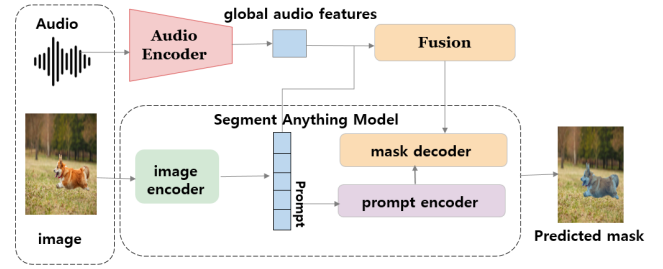 Audio
global audio features
Audio
Encoder
Fusion
Segment Anything Model
image
encoder
Prompt
mask decoder
prompt encoder
image
Predicted mask